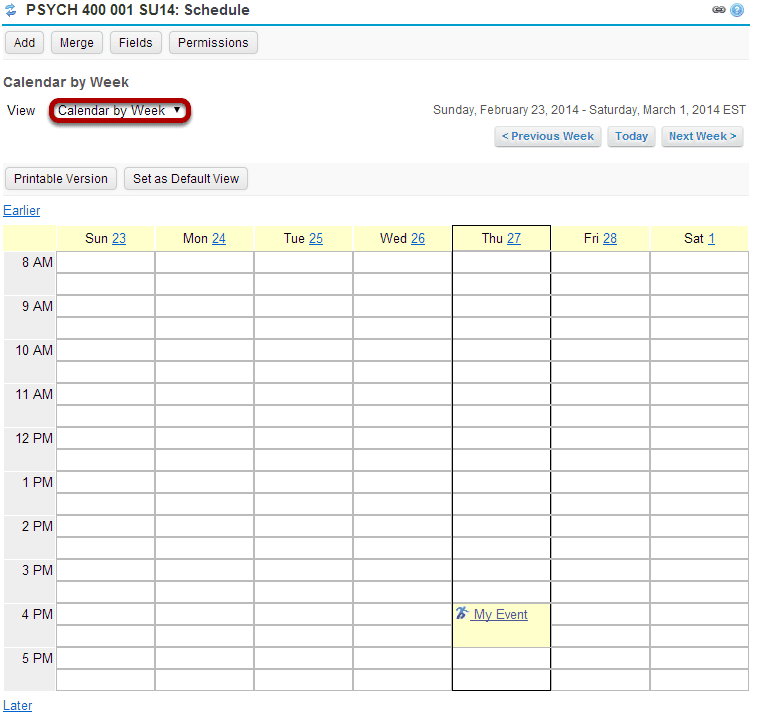 PSYCH 400 001 SU14: Schedule
Add Merge Fields Permissions
Calendar by Week
View Calendar by Week Sunday, February 23, 2014 - Saturday, March 1, 2014 EST
< Previous Week Today Next Week >
Printable Version Set as Default View
Earlier
Sun 23 Mon 24 Tue 25 Wed 26 Thu 27 Fri 28 Sat 1
8 AM
9 AM
10 AM
11 AM
12 PM
1 PM
2 PM
3 PM
4 PM My Event
5 PM
Later